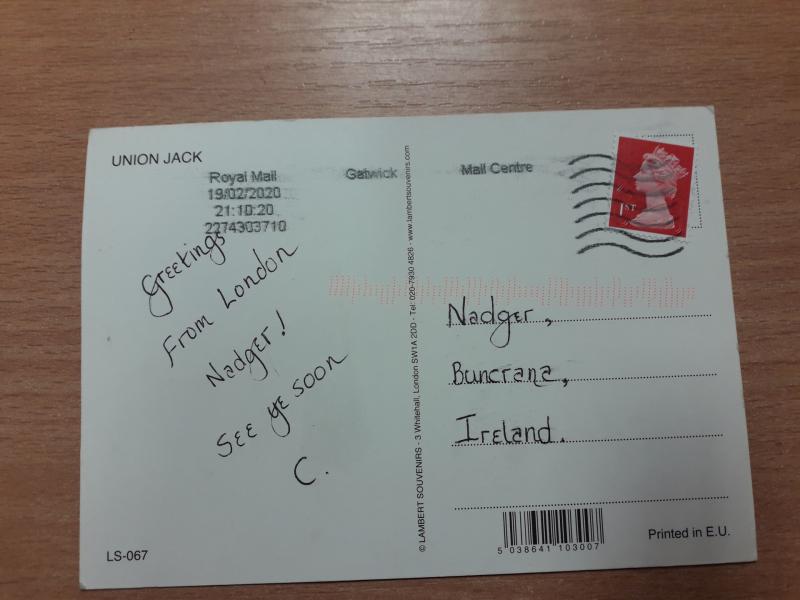 UNION JACK
Royal Mail Gatwick Mail Centre
19/02/2020
21:10:20
2274303710
1ST
Greetings
From London
Nadger!
See ye soon
C.
© LAMBERT SOUVENIRS - 3 Whitehall, London SW1A 2DD - Tel: 020-7930 4826 - www.lambertsouvenirs.com
Nadger,
Buncrana,
Ireland.
5 038641 103007
Printed in E.U.
LS-067